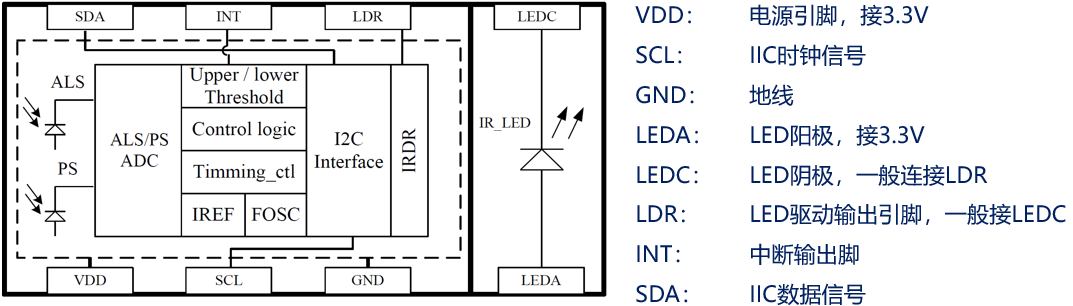 SDA INT LDR LEDC
ALS
PS
ALS/PS
ADC
Upper / lower
Threshold
Control logic
Timming_ctl
IREF FOSC
I2C
Interface
IRDR
IR_LED
VDD SCL GND LEDA
VDD： 电源引脚，接3.3V
SCL： IIC时钟信号
GND： 地线
LEDA： LED阳极，接3.3V
LEDC： LED阴极，一般连接LDR
LDR： LED驱动输出引脚，一般接LEDC
INT： 中断输出脚
SDA： IIC数据信号